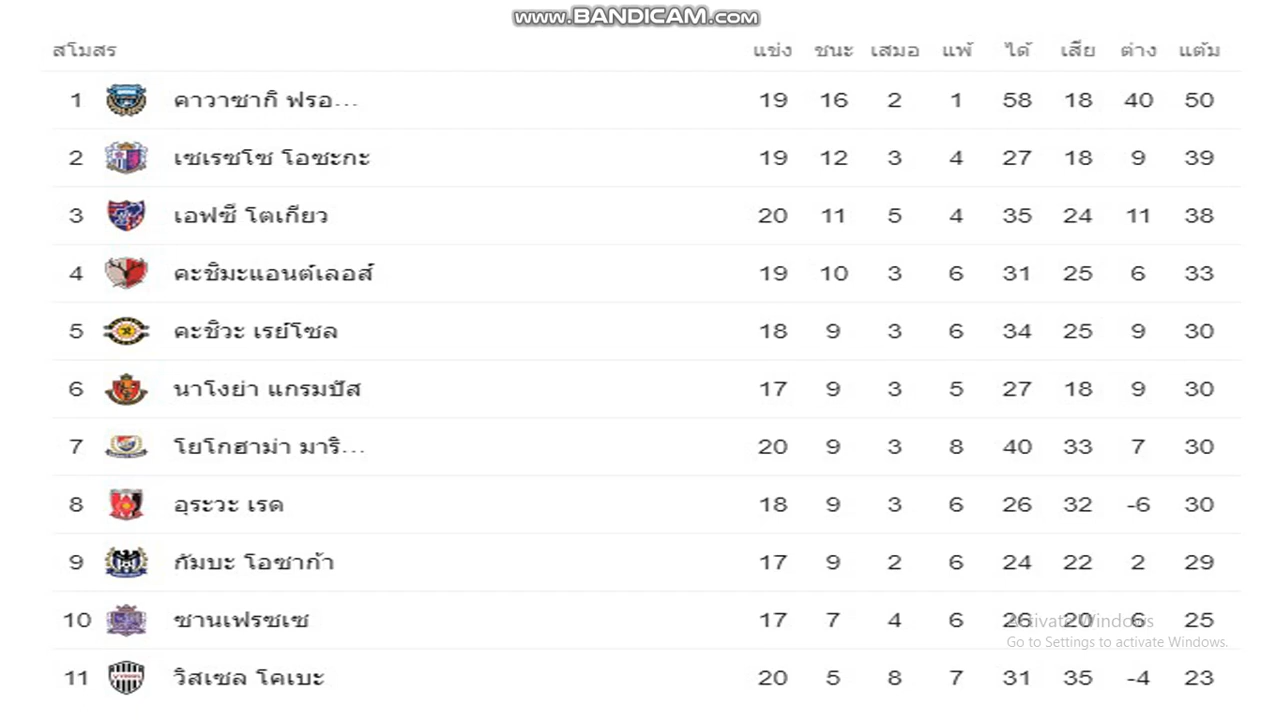 www.BANDICAM.com
สโมสร แข่ง ชนะ เสมอ แพ้ ได้ เสีย ต่าง แต้ม
1 คาวาซากิ ฟรอ... 19 16 2 1 58 18 40 50
2 เซเรซโซ โอซะกะ 19 12 3 4 27 18 9 39
3 เอฟซี โตเกียว 20 11 5 4 35 24 11 38
4 คะชิมะแอนต์เลอส์ 19 10 3 6 31 25 6 33
5 คะชิวะ เรย์โซล 18 9 3 6 34 25 9 30
6 นาโงย่า แกรมปัส 17 9 3 5 27 18 9 30
7 โยโกฮาม่า มาริ... 20 9 3 8 40 33 7 30
8 อุระวะ เรด 18 9 3 6 26 32 -6 30
9 กัมบะ โอซาก้า 17 9 2 6 24 22 2 29
10 ซานเฟรซเซ 17 7 4 6 26 20 6 25
Activate Windows
Go to Settings to activate Windows.
11 วิสเซล โคเบะ 20 5 8 7 31 35 -4 23